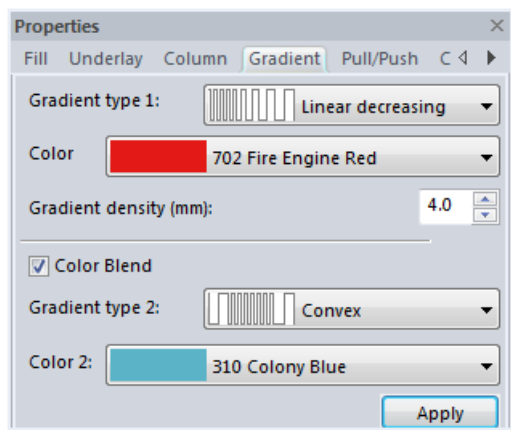 Properties
Fill Underlay Column Gradient Pull/Push C
Gradient type 1: Linear decreasing
Color 702 Fire Engine Red
Gradient density (mm): 4.0
Color Blend
Gradient type 2: Convex
Color 2: 310 Colony Blue
Apply